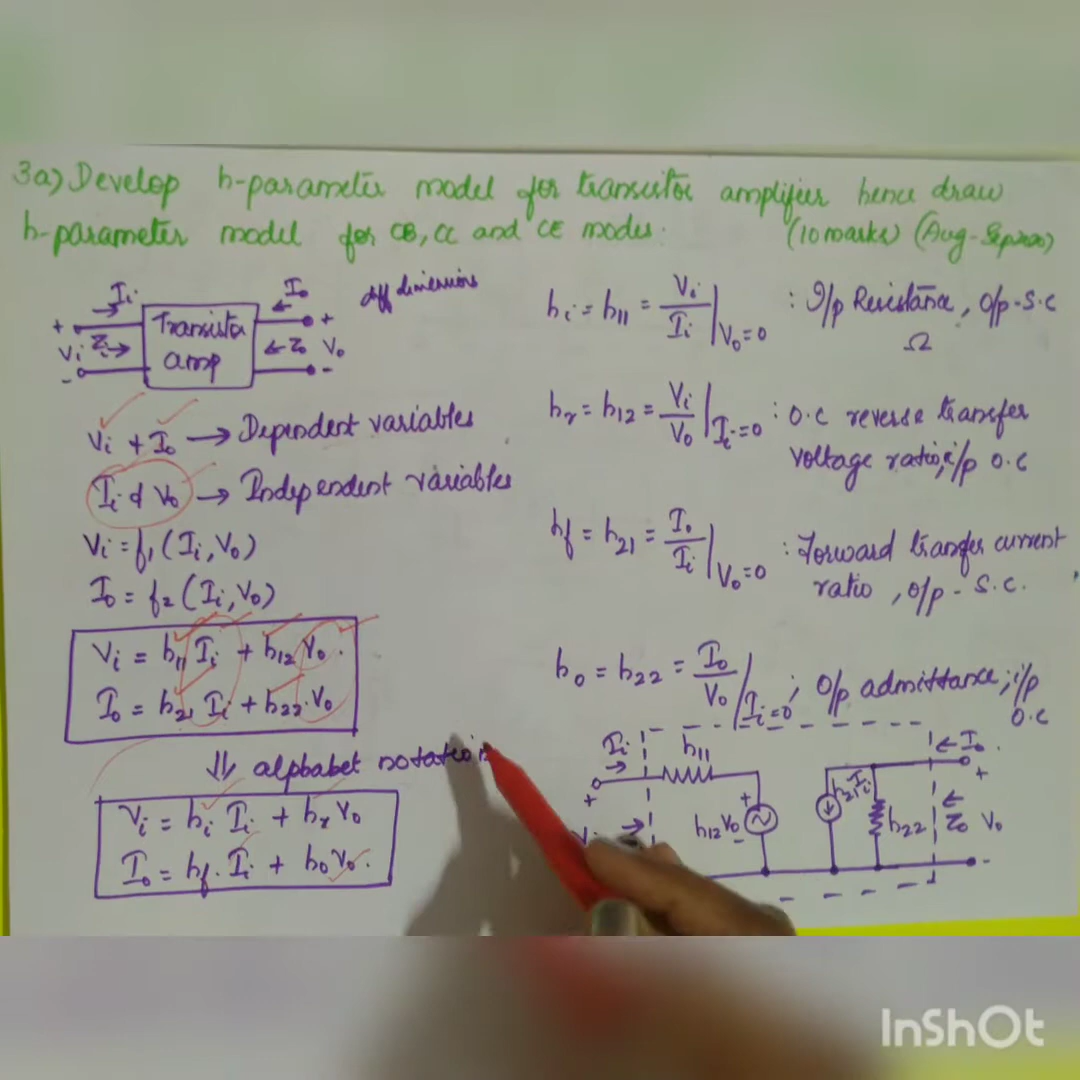 3a) Develop h-parameter model for transistor amplifier hence draw
h-parameter model for CB, CC and CE modes. (10 marks) (Aug-Sep
Ii
Io
diff dimensions
+
Vi
Zi
-
Transistor
amp
Zo
+
Vo
-
Vi + Io → Dependent variables
Ii & Vo → Independent variables
Vi = f1 (Ii, Vo)
Io = f2 (Ii, Vo)
Vi = h11 Ii + h12 Vo.
Io = h21 Ii + h22 . Vo
⇓ alphabet notation
Vi = hi Ii + hr Vo
Io = hf . Ii + ho Vo.
hi = h11 = Vi/Ii | Vo=0 : I/p Resistance, o/p-S.C
Ω
hr = h12 = Vi/Vo | Ii=0 : O.C reverse transfer
voltage ratio, i/p O.C
hf = h21 = Io/Ii | Vo=0 : Forward transfer current
ratio, o/p - S.C.
ho = h22 = Io/Vo | Ii=0 ; O/p admittance; i/p
O.C
Ii
h11
+
h12Vo
+
-
h21Ii
h22
Io
+
Zo
Vo
-
InShOt